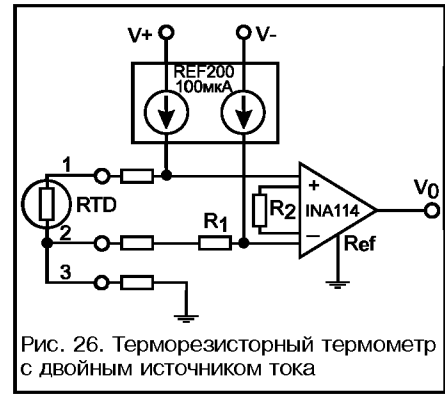 V+
V-
REF200
100мкА
1
RTD
2
R1
3
R2
+
INA114
–
Ref
V0
Рис. 26. Терморезисторный термометр
с двойным источником тока